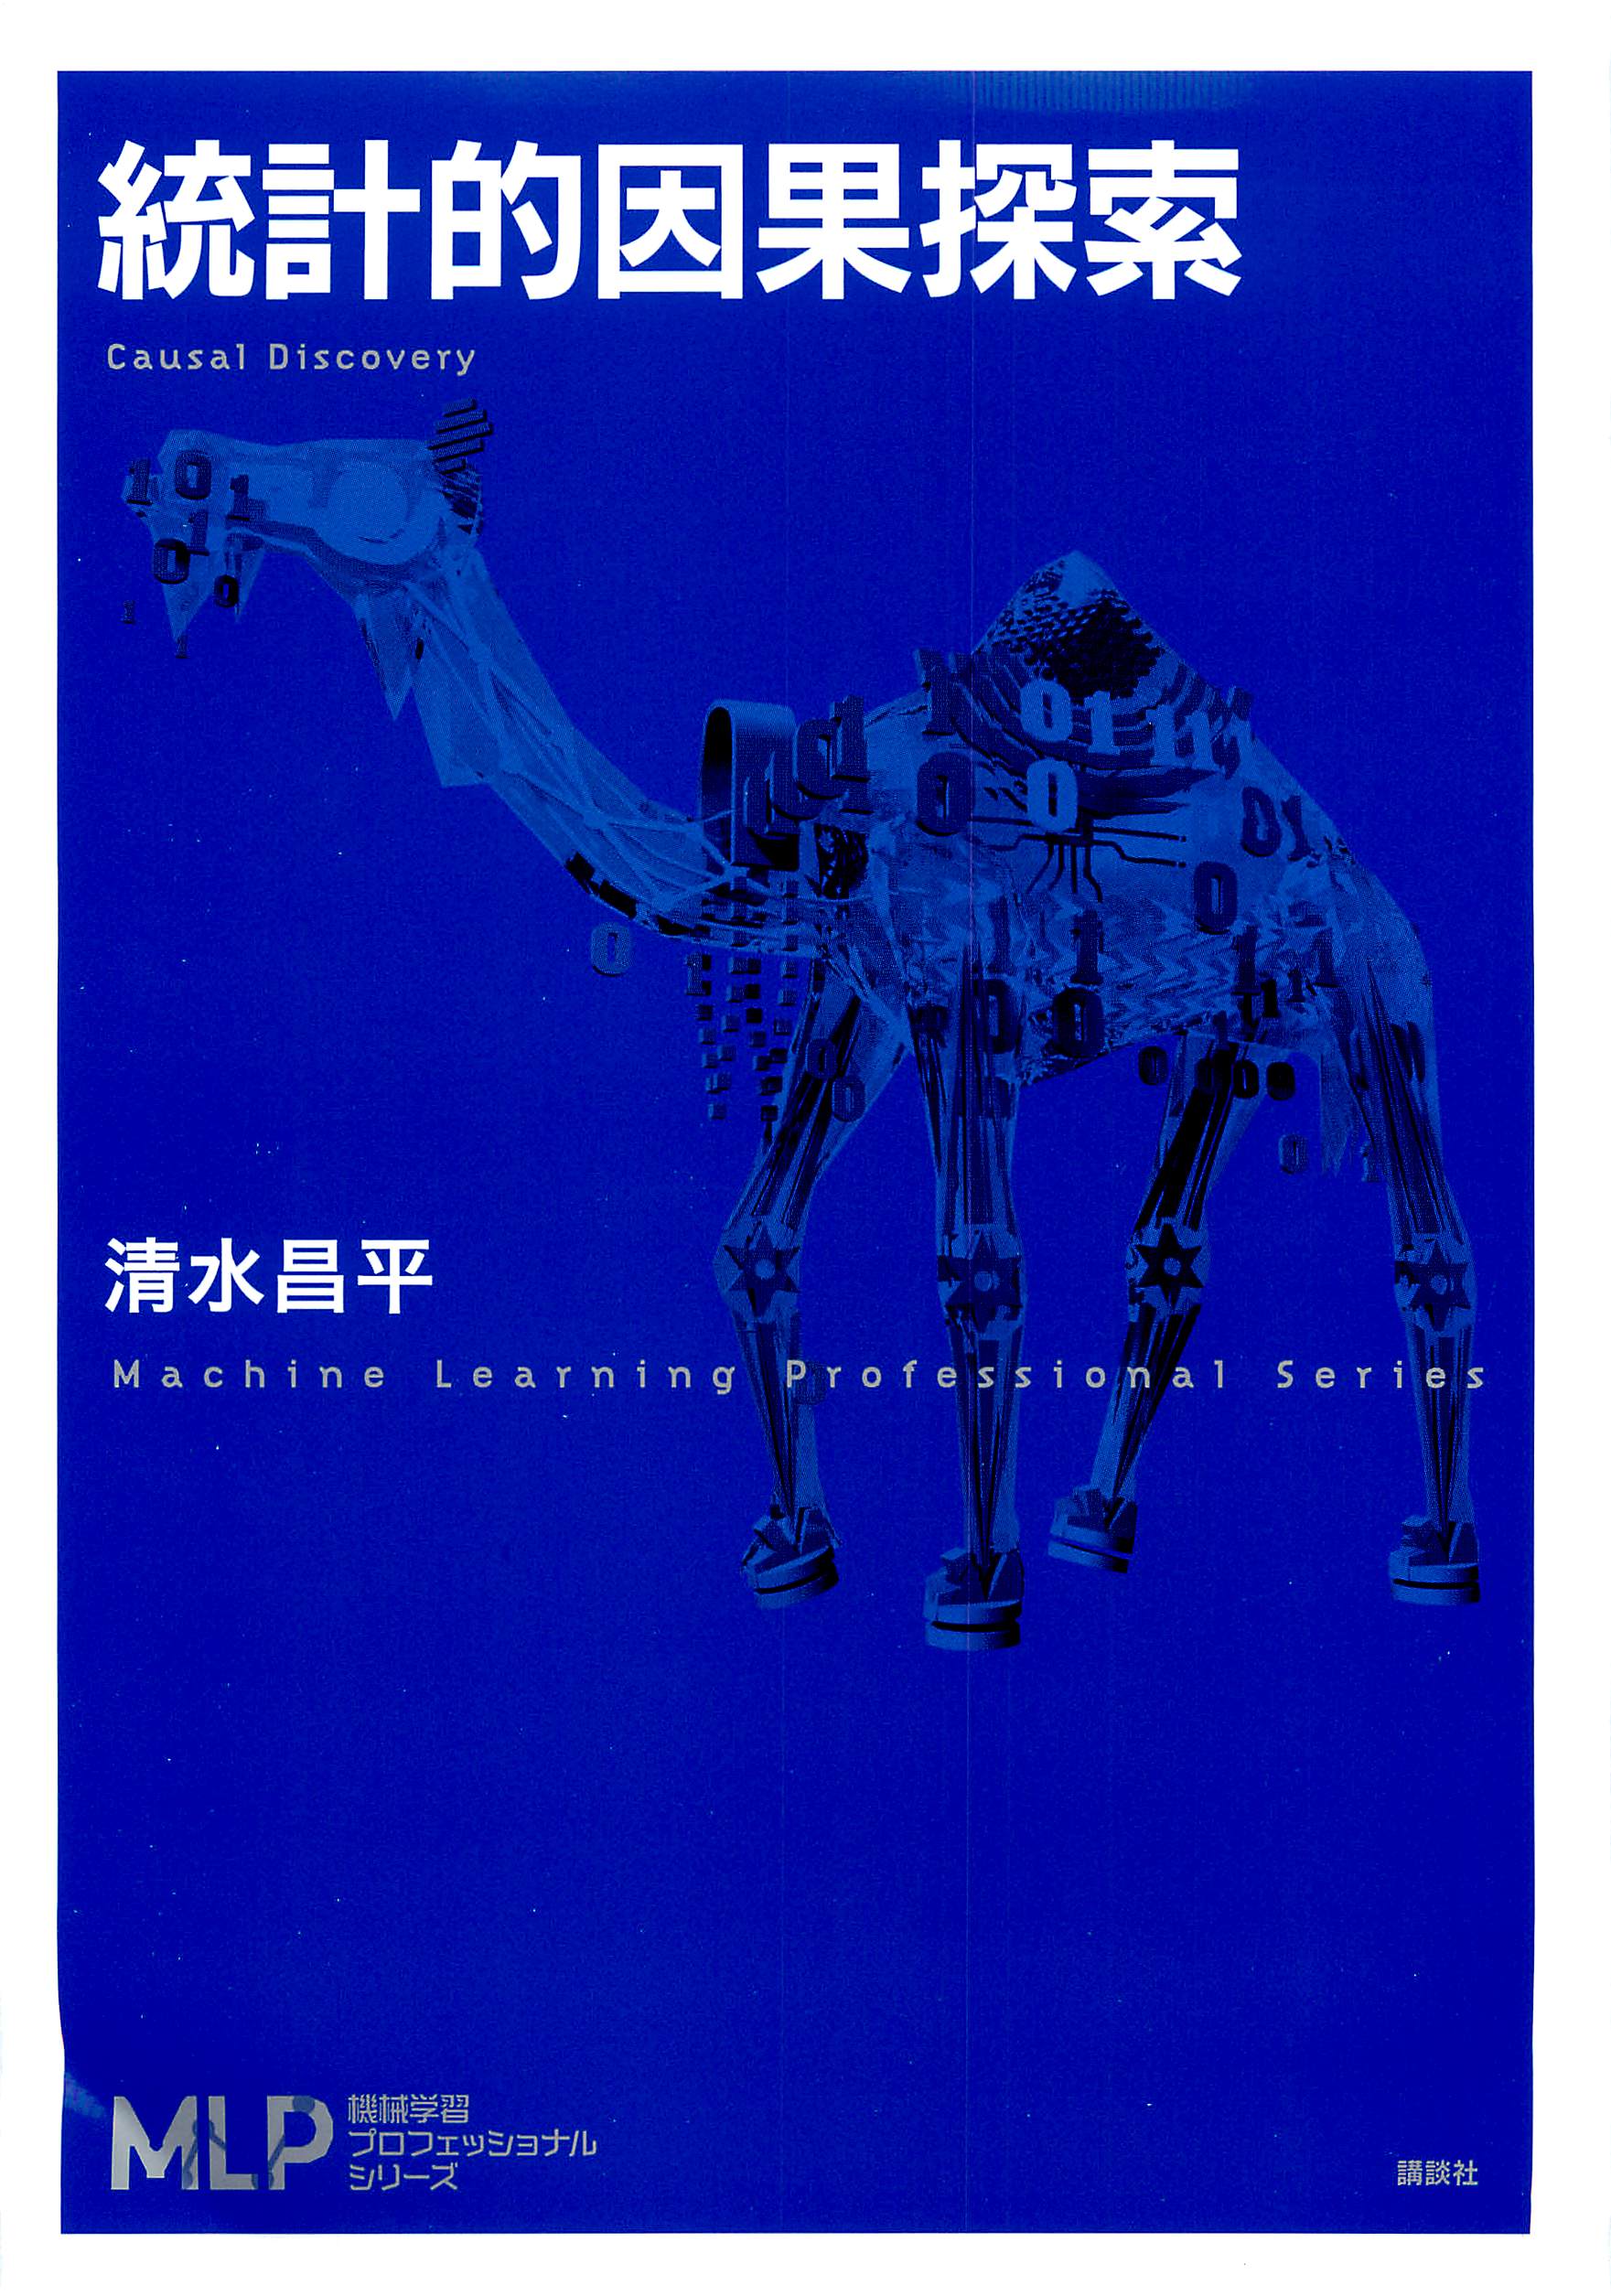 統計的因果探索
Causal Discovery
清水昌平
Machine Learning Professional Series
MLP
機械学習
プロフェッショナル
シリーズ
講談社